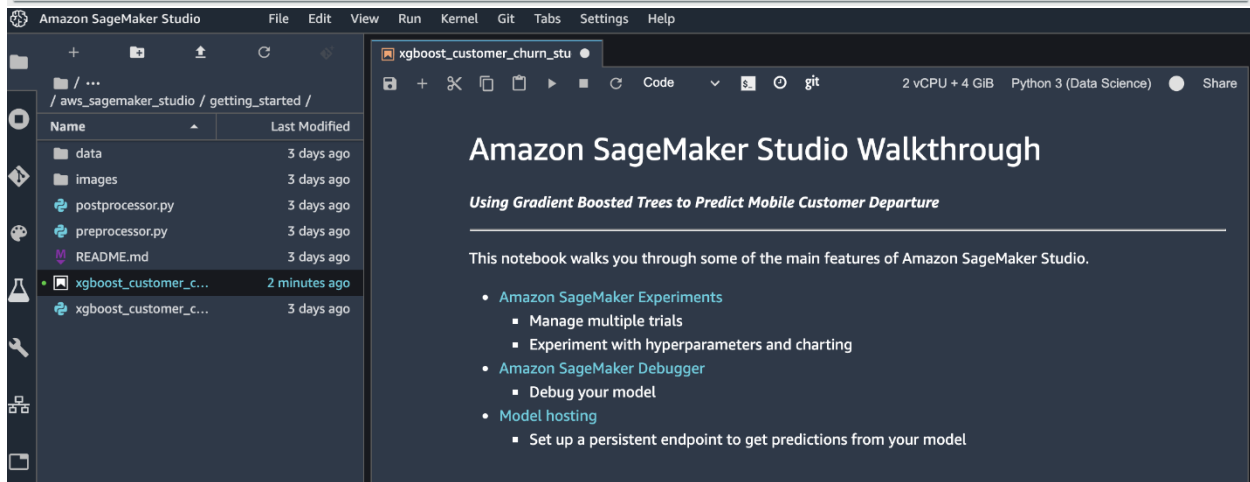 Amazon SageMaker Studio File Edit View Run Kernel Git Tabs Settings Help
xgboost_customer_churn_stu
/ ...
/ aws_sagemaker_studio / getting_started /
Code git 2 vCPU + 4 GiB Python 3 (Data Science) Share
Name Last Modified
data 3 days ago
images 3 days ago
postprocessor.py 3 days ago
preprocessor.py 3 days ago
README.md 3 days ago
xgboost_customer_c... 2 minutes ago
xgboost_customer_c... 3 days ago
Amazon SageMaker Studio Walkthrough
Using Gradient Boosted Trees to Predict Mobile Customer Departure
This notebook walks you through some of the main features of Amazon SageMaker Studio.
• Amazon SageMaker Experiments
▪ Manage multiple trials
▪ Experiment with hyperparameters and charting
• Amazon SageMaker Debugger
▪ Debug your model
• Model hosting
▪ Set up a persistent endpoint to get predictions from your model